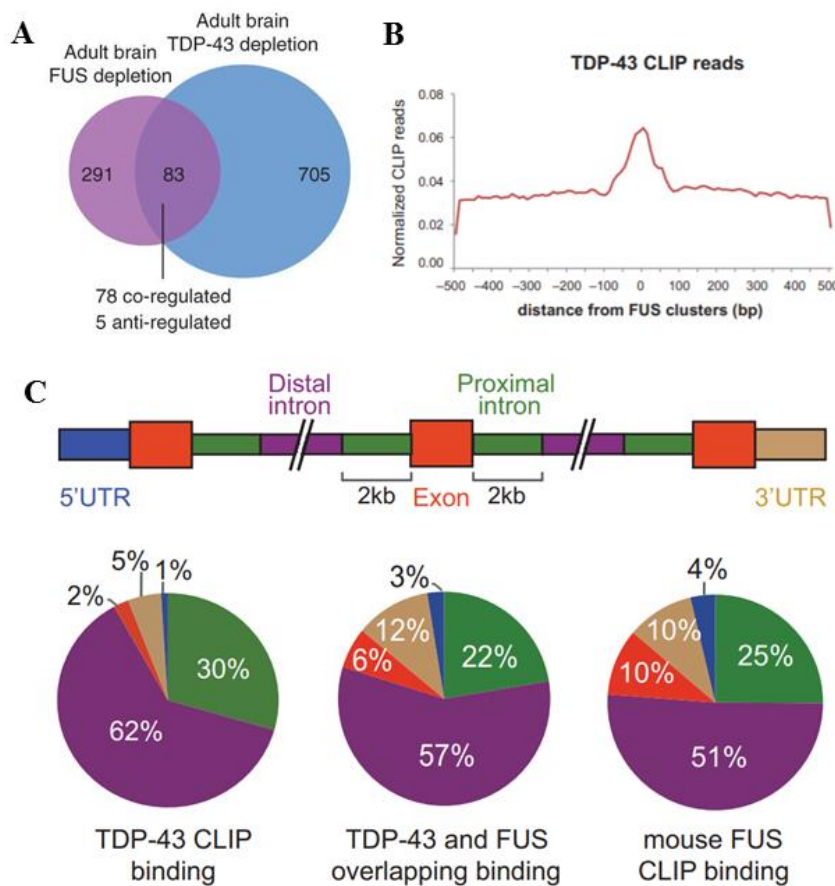 A
Adult brain
TDP-43 depletion
Adult brain
FUS depletion
291
83
705
78 co-regulated
5 anti-regulated
B
TDP-43 CLIP reads
Normalized CLIP reads
0.08
0.06
0.04
0.02
0.00
–500 –400 –300 –200 –100 0 100 200 300 400 500
distance from FUS clusters (bp)
C
Distal
intron
Proximal
intron
5'UTR
2kb
Exon
2kb
3'UTR
2%
5%
1%
30%
62%
TDP-43 CLIP
binding
3%
12%
6%
22%
57%
TDP-43 and FUS
overlapping binding
4%
10%
10%
25%
51%
mouse FUS
CLIP binding